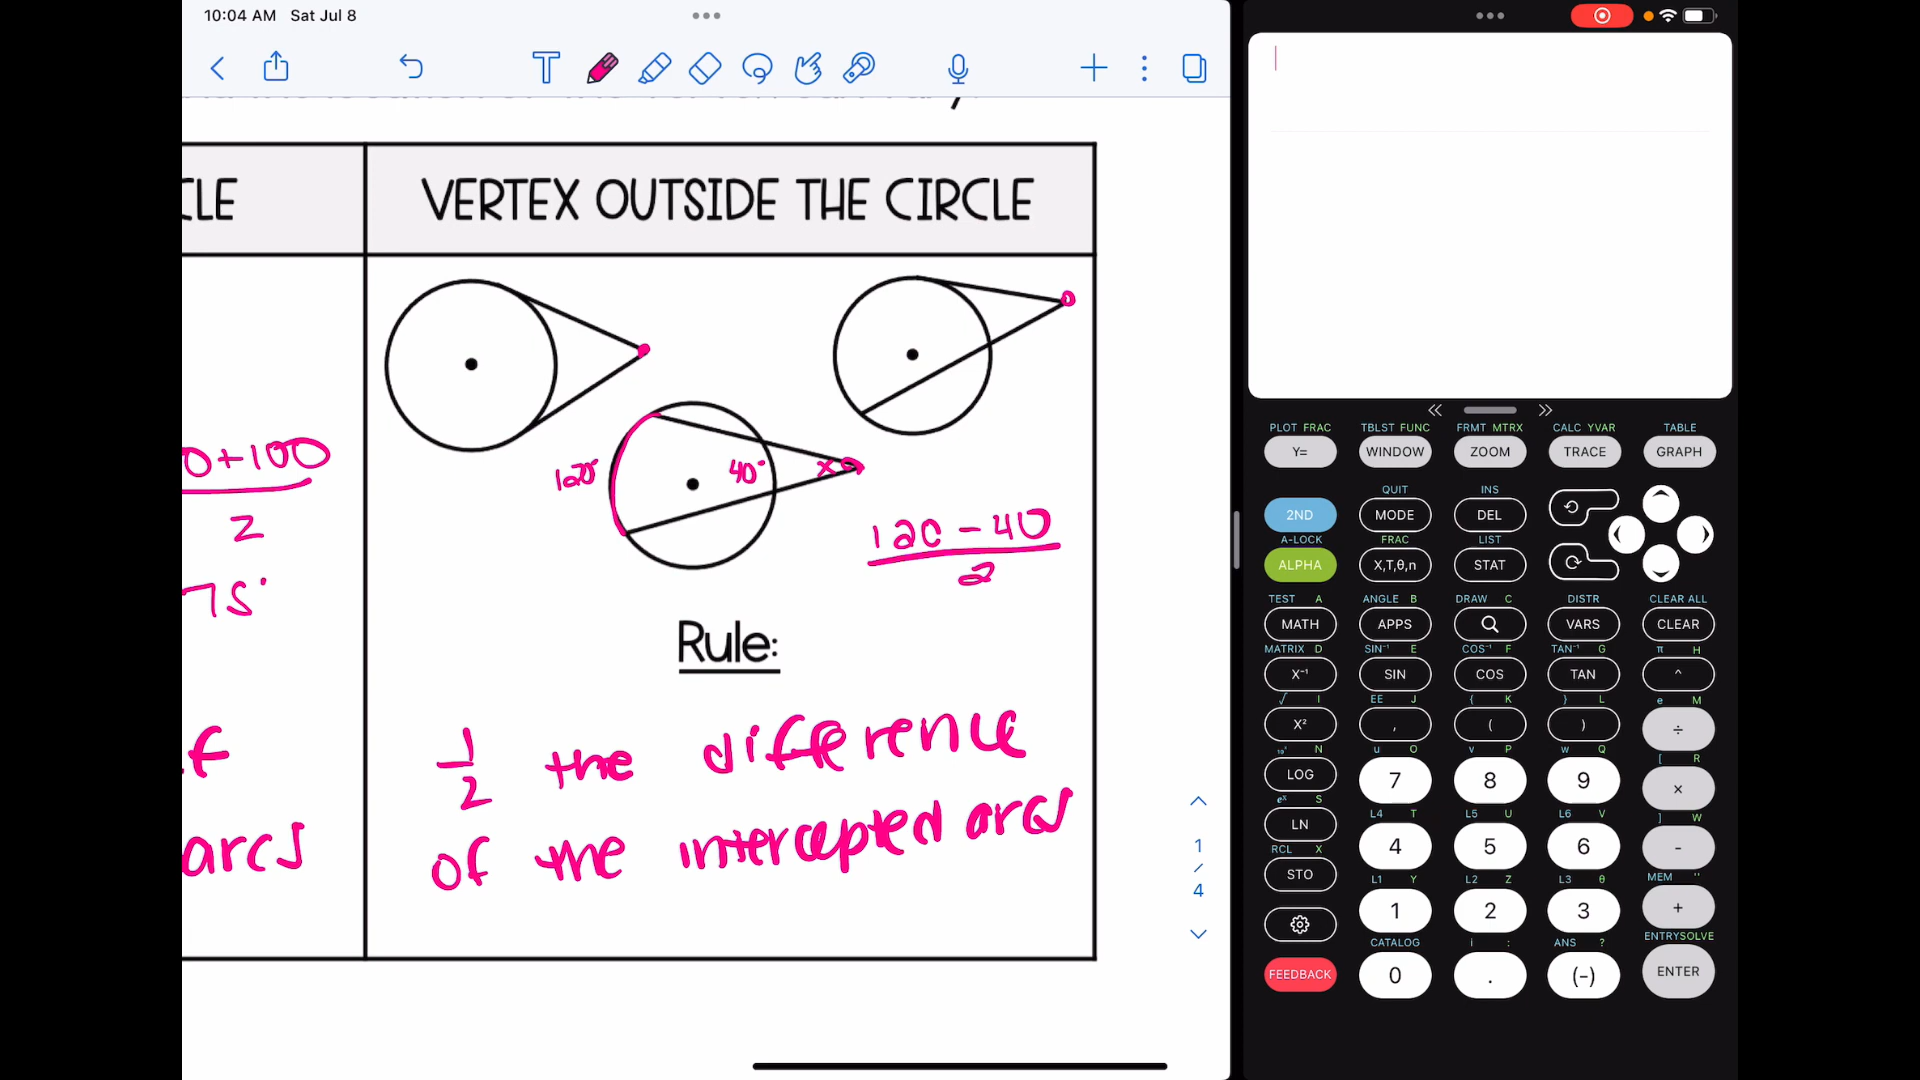 10:04 AM Sat Jul 8
CLE
VERTEX OUTSIDE THE CIRCLE
0+100
2
75°
120°
40°
x
120 - 40
2
Rule:
f
1/2 the difference
arcs
of the intercepted arcs
1
/
4
PLOT FRAC TBLST FUNC FRMT MTRX CALC YVAR TABLE
Y= WINDOW ZOOM TRACE GRAPH
QUIT INS
2ND MODE DEL
A-LOCK FRAC LIST
ALPHA X,T,θ,n STAT
TEST A ANGLE B DRAW C DISTR CLEAR ALL
MATH APPS VARS CLEAR
MATRIX D SIN⁻¹ E COS⁻¹ F TAN⁻¹ G π H
X⁻¹ SIN COS TAN ^
√ I EE J { K } L e M
X² , ( ) ÷
10ˣ N u O v P w Q [ R
LOG 7 8 9 ×
eˣ S L4 T L5 U L6 V ] W
LN 4 5 6 -
RCL X L1 Y L2 Z L3 θ MEM "
STO 1 2 3 +
CATALOG i : ANS ? ENTRY SOLVE
FEEDBACK 0 . (-) ENTER